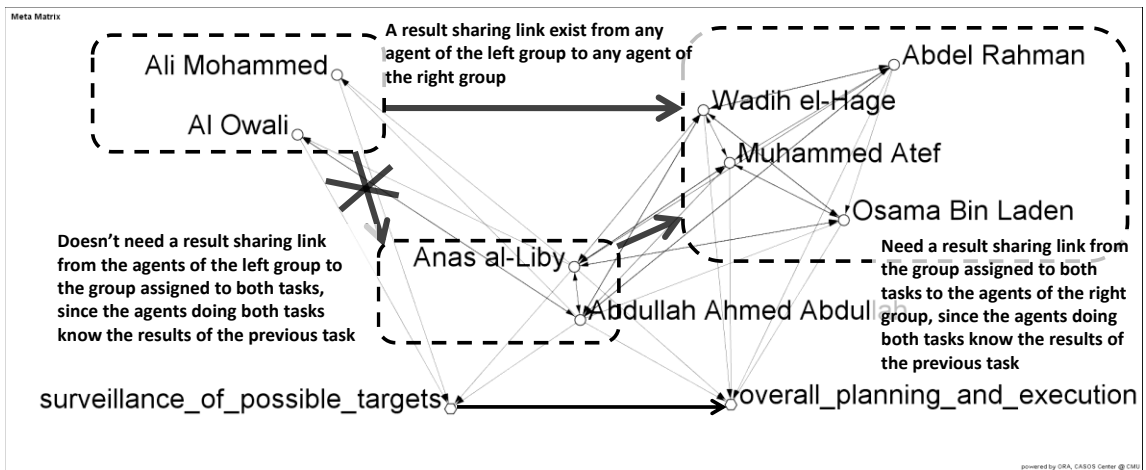 Meta Matrix
A result sharing link exist from any
agent of the left group to any agent of
the right group
Ali Mohammed
Al Owali
Abdel Rahman
Wadih el-Hage
Muhammed Atef
Osama Bin Laden
Doesn’t need a result sharing link
from the agents of the left group to
the group assigned to both tasks,
since the agents doing both tasks
know the results of the previous task
Anas al-Liby
Abdullah Ahmed Abdullah
Need a result sharing link from
the group assigned to both
tasks to the agents of the right
group, since the agents doing
both tasks know the results of
the previous task
surveillance_of_possible_targets
overall_planning_and_execution
powered by ORA, CASOS Center @ CMU